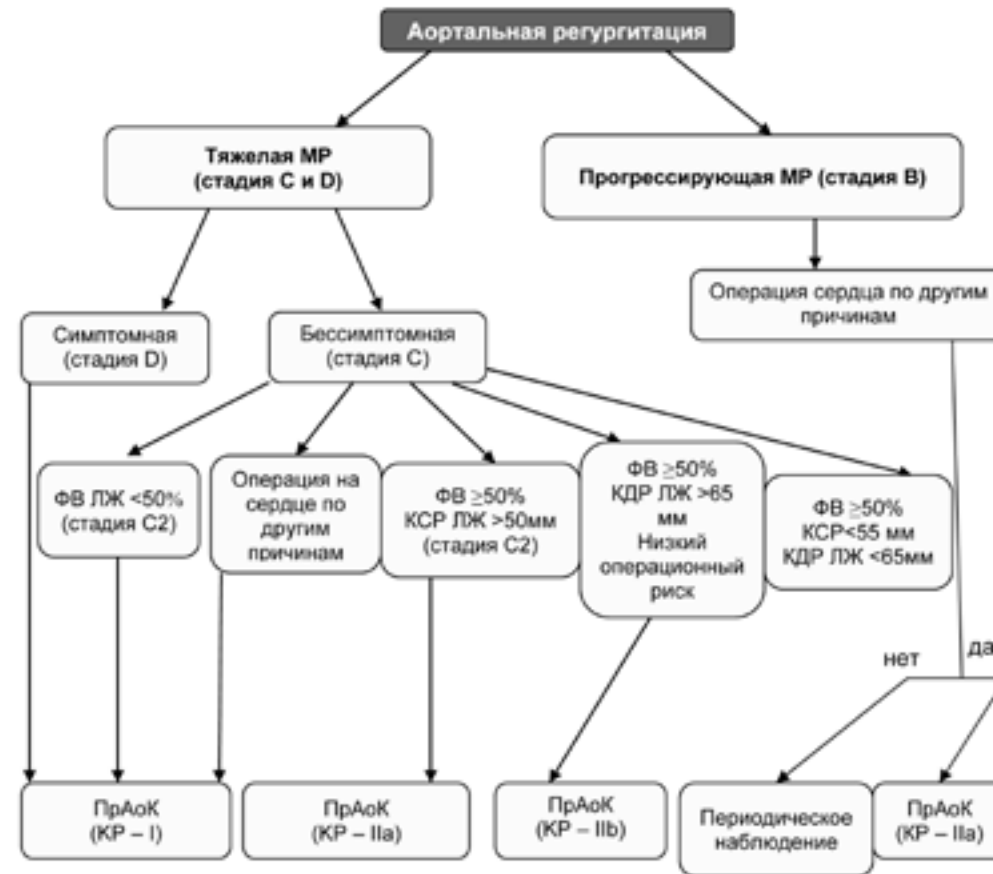 Аортальная регургитация
Тяжелая МР
(стадия С и D)
Прогрессирующая МР (стадия В)
Операция сердца по другим
причинам
Симптомная
(стадия D)
Бессимптомная
(стадия С)
ФВ ЛЖ <50%
(стадия С2)
Операция на
сердце по
другим
причинам
ФВ ≥50%
КСР ЛЖ >50мм
(стадия С2)
ФВ ≥50%
КДР ЛЖ >65
мм
Низкий
операционный
риск
ФВ ≥50%
КСР<55 мм
КДР ЛЖ <65мм
нет
да
ПрАоК
(КР – I)
ПрАоК
(КР – IIa)
ПрАоК
(КР – IIb)
Периодическое
наблюдение
ПрАоК
(КР – IIa)